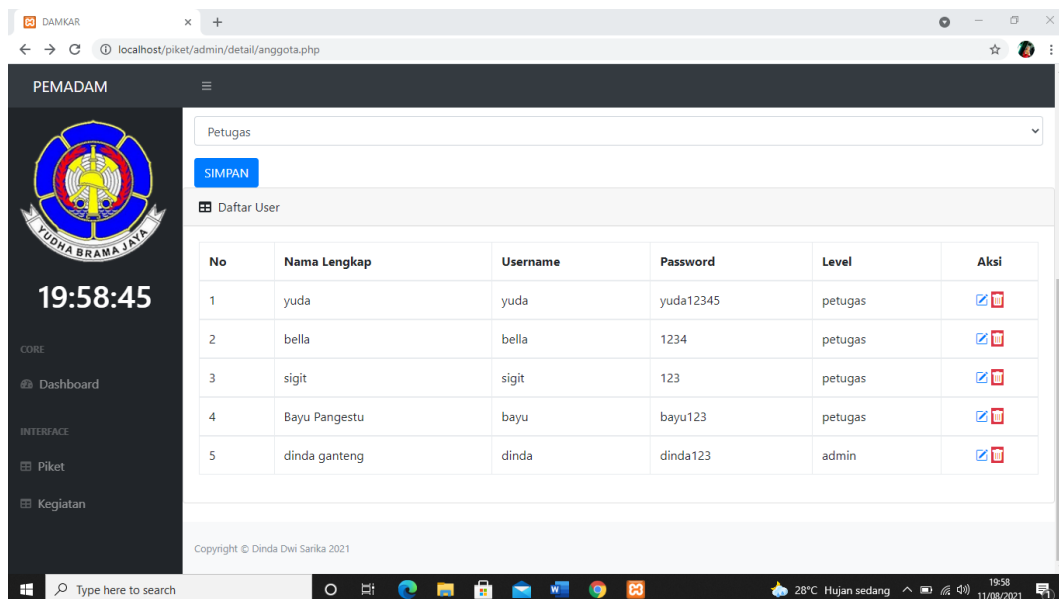 DAMKAR
localhost/piket/admin/detail/anggota.php
PEMADAM
YUDHA BRAMA JAYA
19:58:45
CORE
Dashboard
INTERFACE
Piket
Kegiatan
Petugas
SIMPAN
Daftar User
No Nama Lengkap Username Password Level Aksi
1 yuda yuda yuda12345 petugas
2 bella bella 1234 petugas
3 sigit sigit 123 petugas
4 Bayu Pangestu bayu bayu123 petugas
5 dinda ganteng dinda dinda123 admin
Copyright © Dinda Dwi Sarika 2021
Type here to search
28°C Hujan sedang
19:58
11/08/2021